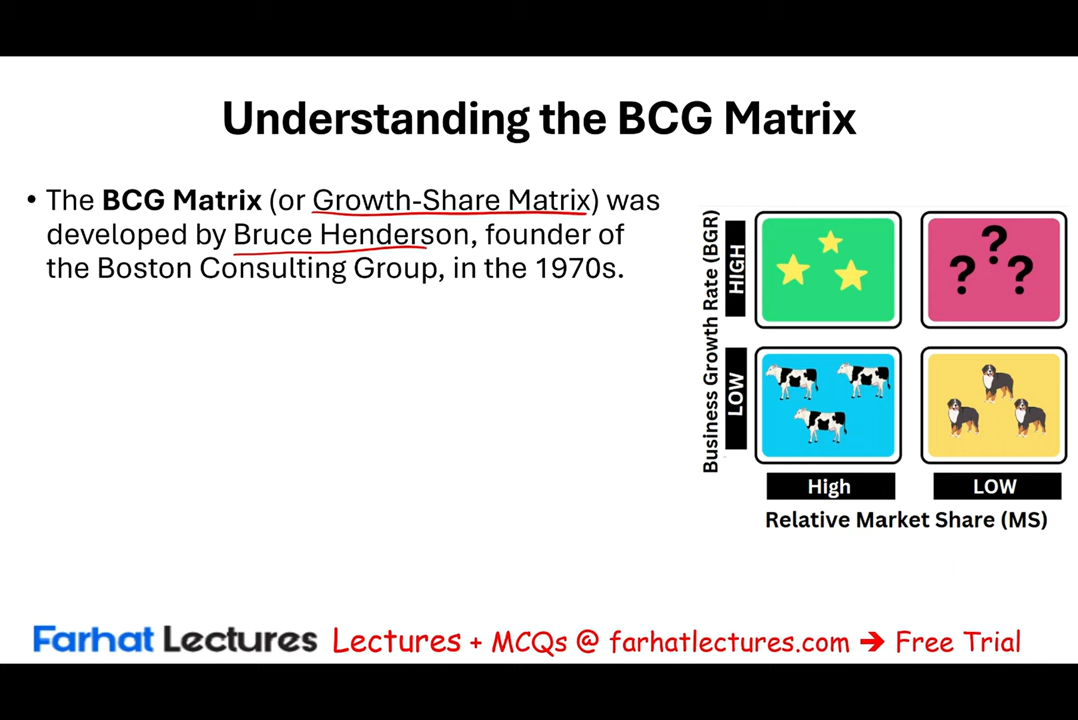 Understanding the BCG Matrix
• The BCG Matrix (or Growth-Share Matrix) was
developed by Bruce Henderson, founder of
the Boston Consulting Group, in the 1970s.
Business Growth Rate (BGR)
HIGH
LOW
? ? ?
High
LOW
Relative Market Share (MS)
Farhat Lectures Lectures + MCQs @ farhatlectures.com ➔ Free Trial